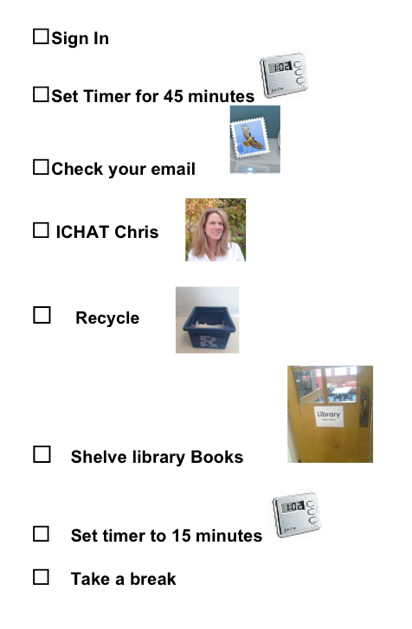 Sign In
Set Timer for 45 minutes
Check your email
ICHAT Chris
Recycle
Library
Shelve library Books
Set timer to 15 minutes
Take a break